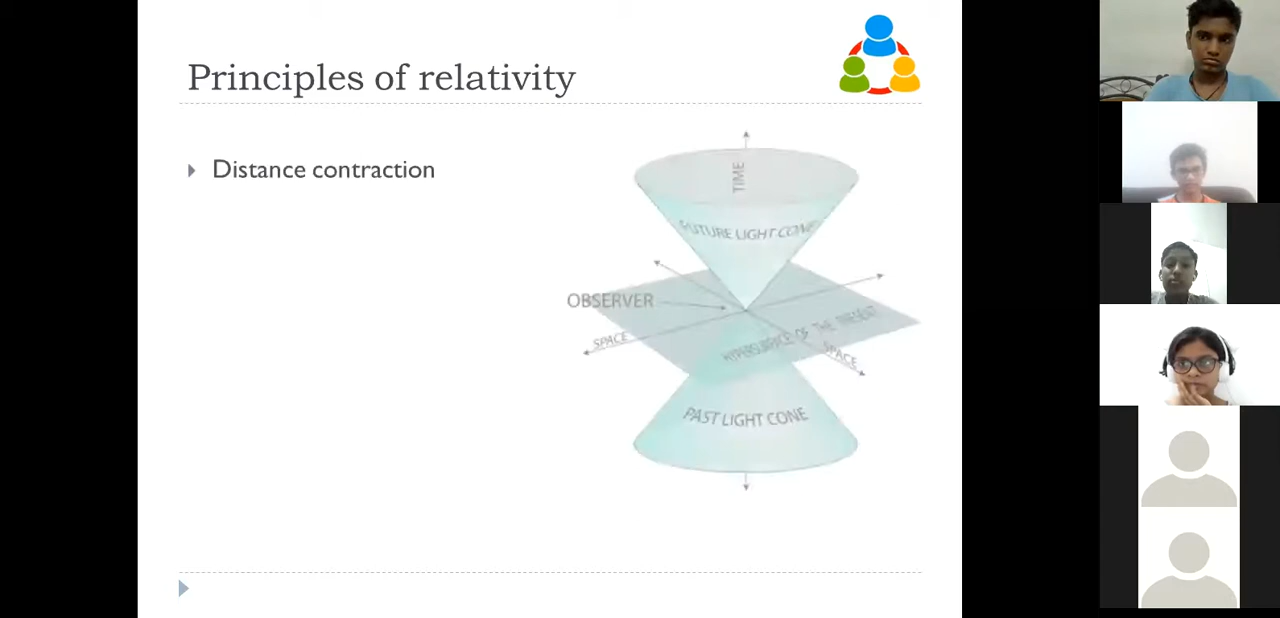 Principles of relativity
Distance contraction
TIME
FUTURE LIGHT CONE
OBSERVER
SPACE
HYPERSURFACE OF THE PRESENT
SPACE
PAST LIGHT CONE